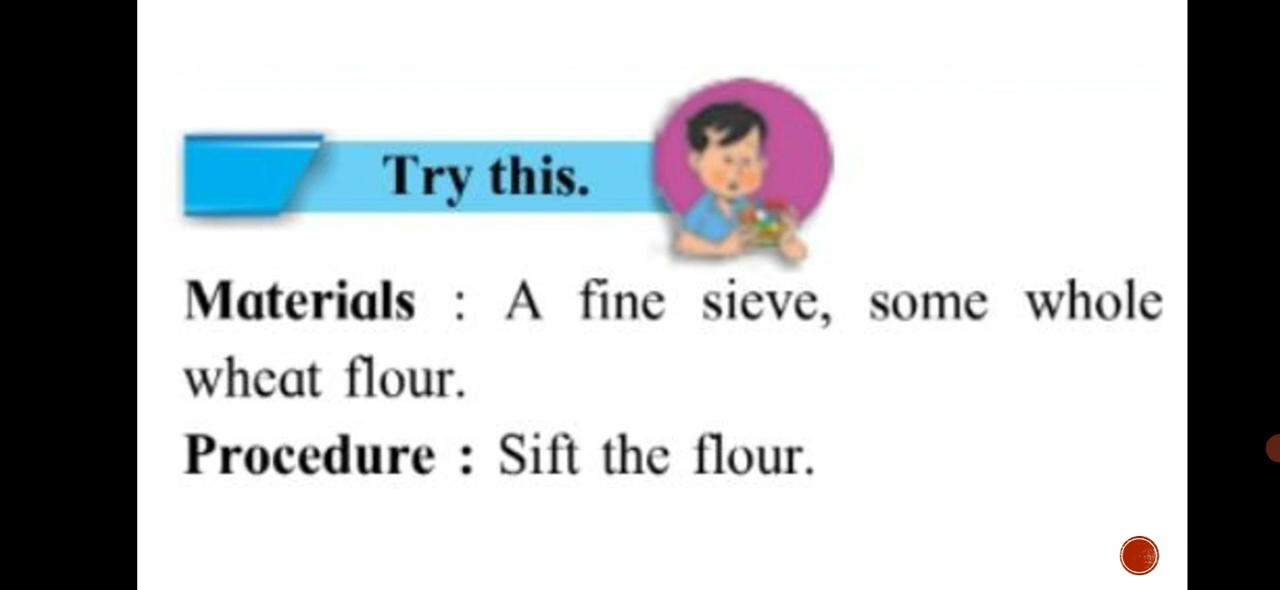 Try this.
Materials : A fine sieve, some whole
wheat flour.
Procedure : Sift the flour.